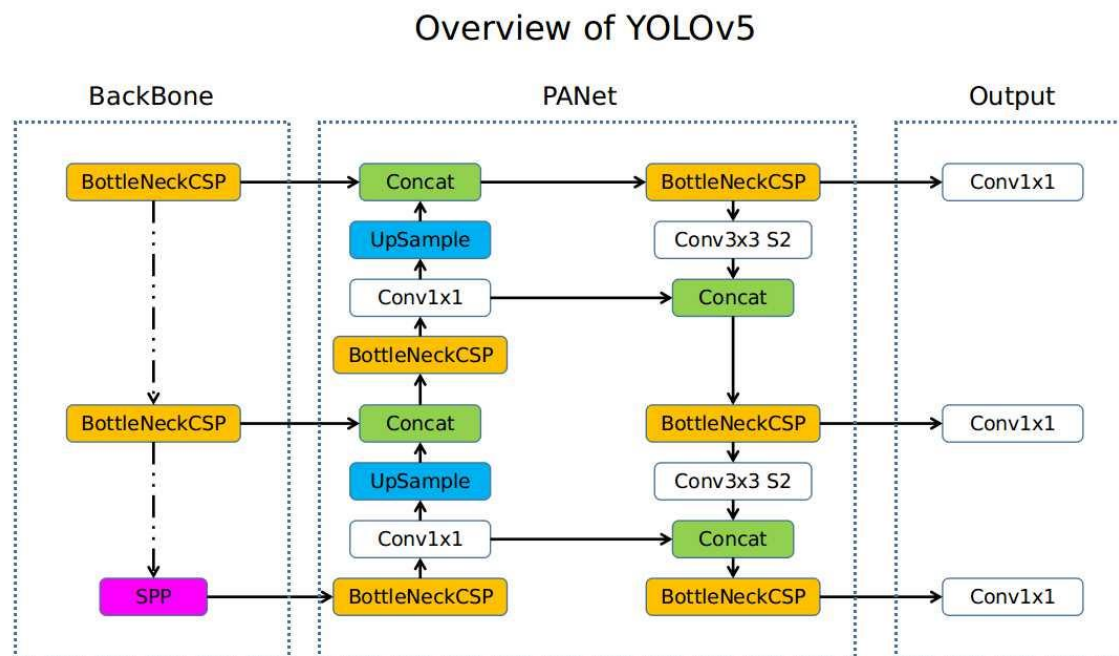 Overview of YOLOv5
BackBone
PANet
Output
BottleNeckCSP
Concat
BottleNeckCSP
Conv1x1
UpSample
Conv3x3 S2
Conv1x1
Concat
BottleNeckCSP
BottleNeckCSP
Concat
BottleNeckCSP
Conv1x1
UpSample
Conv3x3 S2
Conv1x1
Concat
SPP
BottleNeckCSP
BottleNeckCSP
Conv1x1